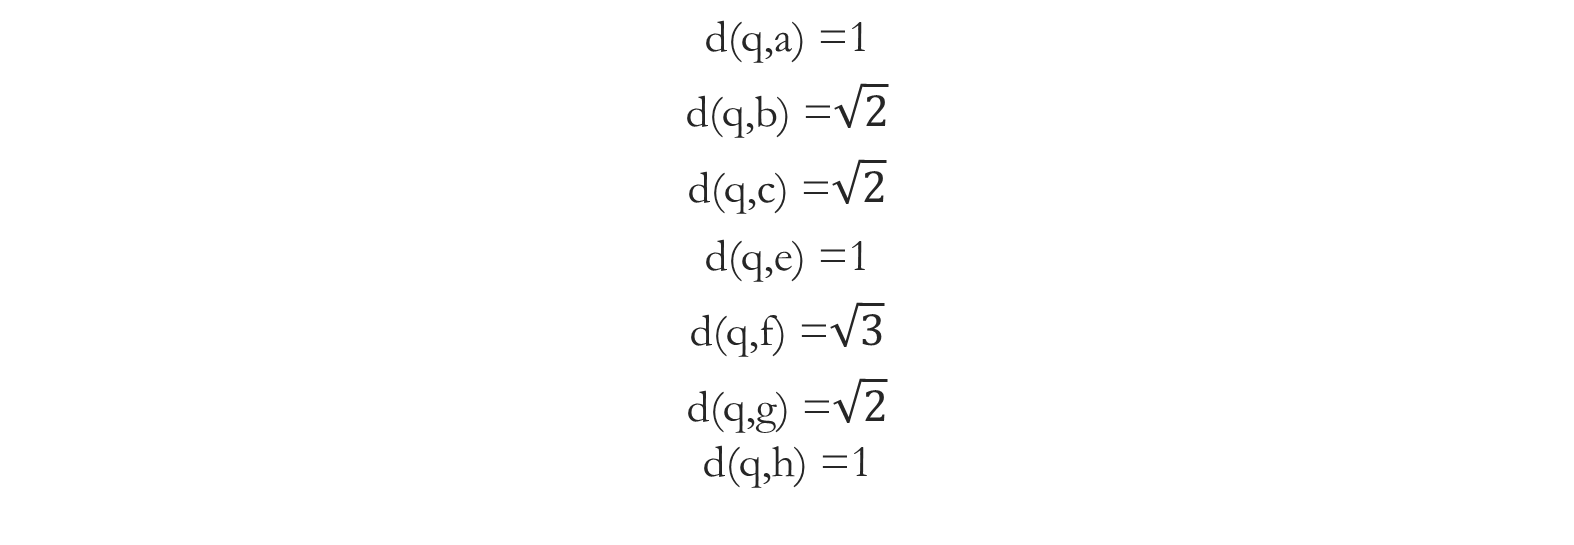 d(q,a) =1
d(q,b) =√2
d(q,c) =√2
d(q,e) =1
d(q,f) =√3
d(q,g) =√2
d(q,h) =1